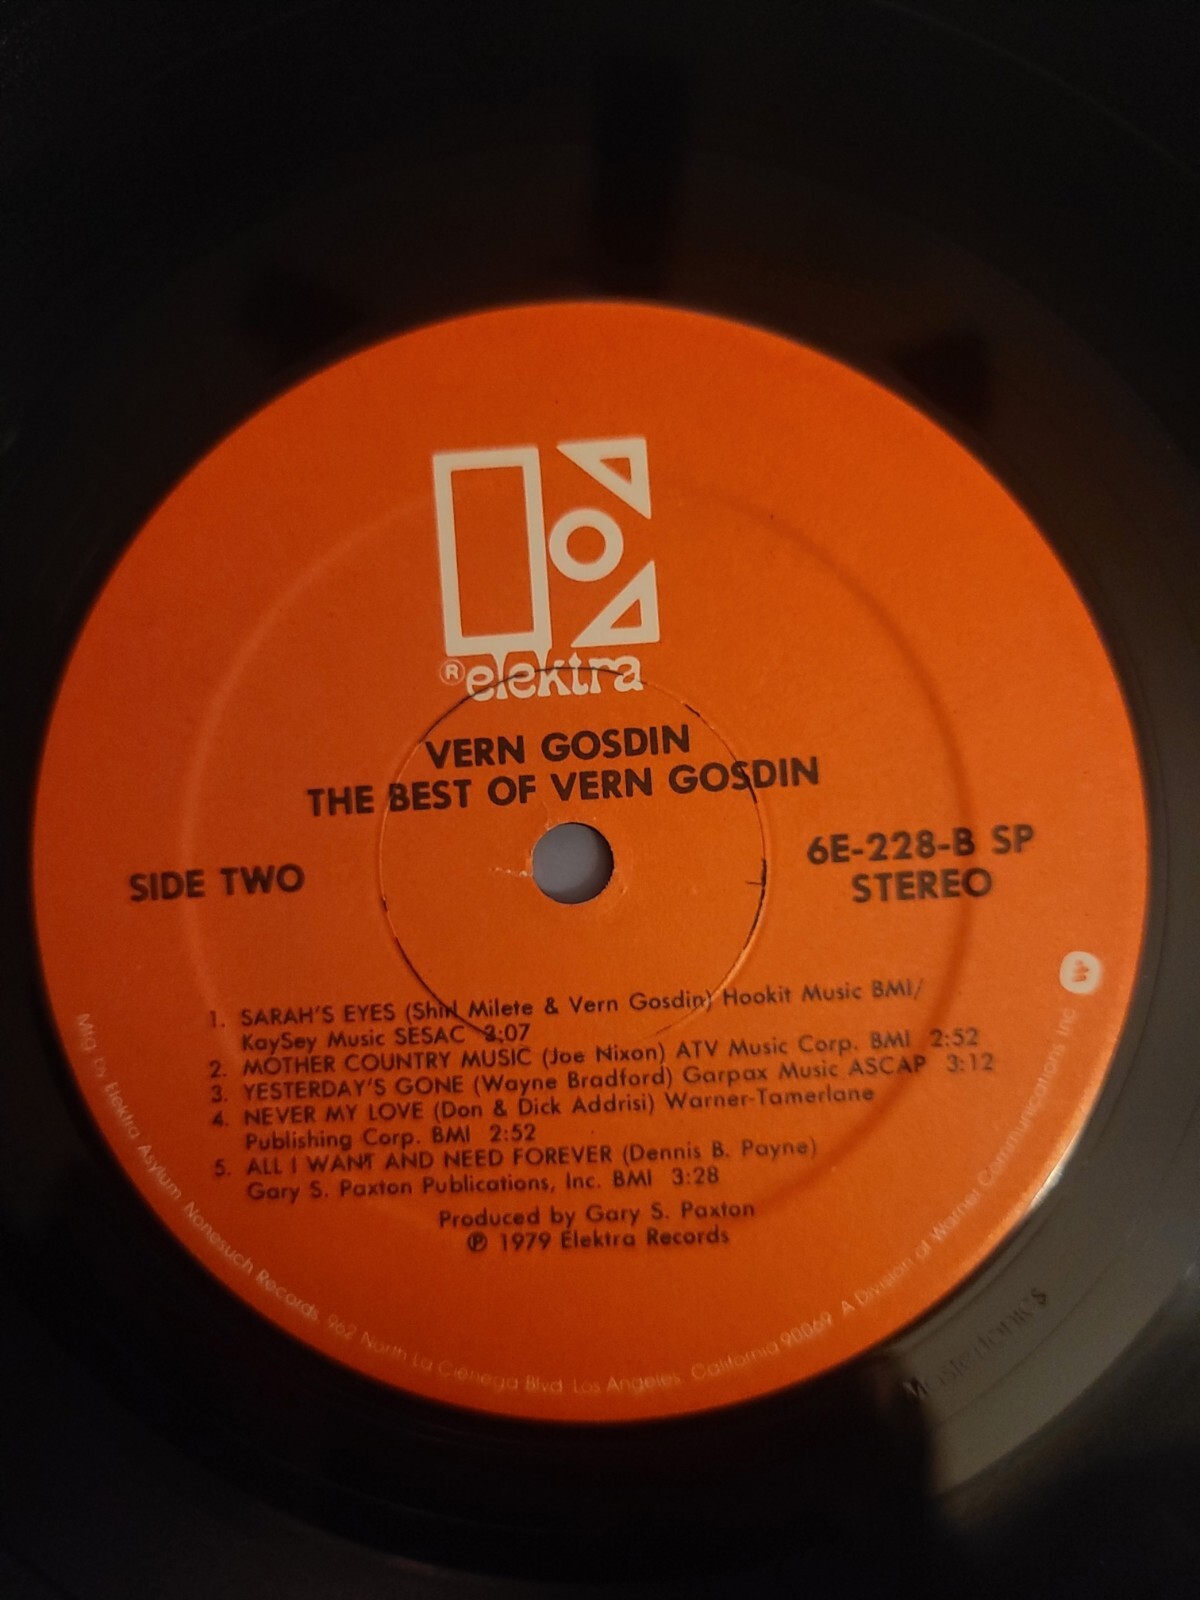 ® elektra
VERN GOSDIN
THE BEST OF VERN GOSDIN
SIDE TWO
6E-228-B SP
STEREO
1. SARAH'S EYES (Shirl Milete & Vern Gosdin) Hookit Music BMI/
KaySey Music SESAC 3:07
2. MOTHER COUNTRY MUSIC (Joe Nixon) ATV Music Corp. BMI 2:52
3. YESTERDAY'S GONE (Wayne Bradford) Garpax Music ASCAP 3:12
4. NEVER MY LOVE (Don & Dick Addrisi) Warner-Tamerlane
Publishing Corp. BMI 2:52
5. ALL I WANT AND NEED FOREVER (Dennis B. Payne)
Gary S. Paxton Publications, Inc. BMI 3:28
Produced by Gary S. Paxton
℗ 1979 Elektra Records
Mfg. by Elektra Asylum Nonesuch Records, 962 North La Cienega Blvd. Los Angeles, California 90069 A Division of Warner Communications Inc